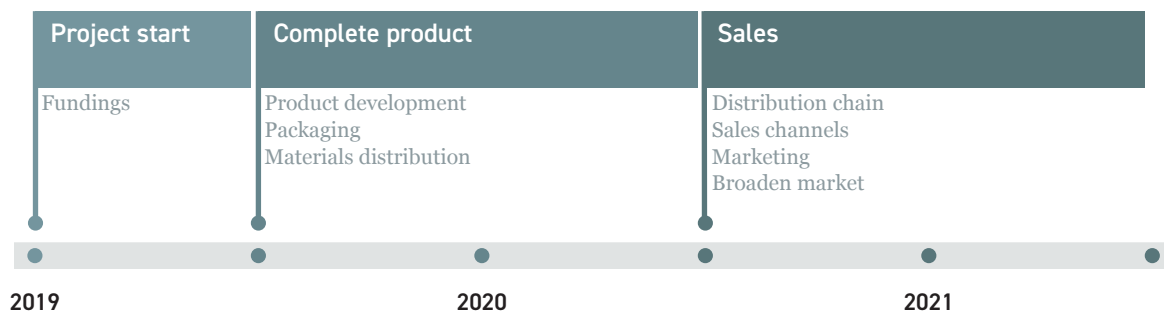 Project start
Fundings
Complete product
Product development
Packaging
Materials distribution
Sales
Distribution chain
Sales channels
Marketing
Broaden market
2019
2020
2021